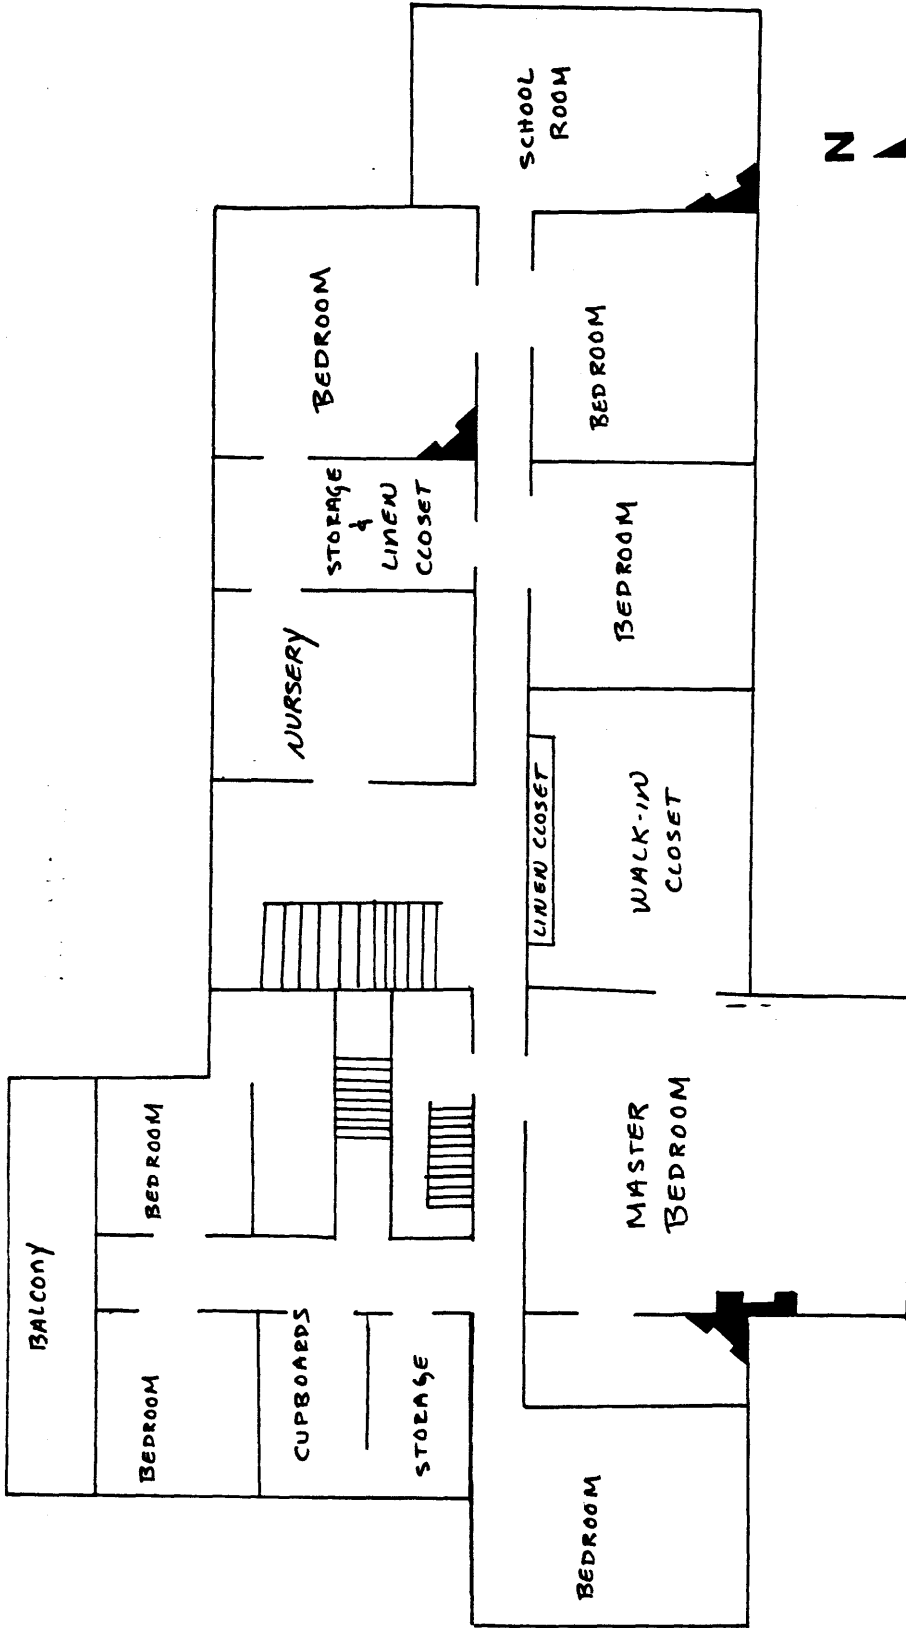 BALCONY
BEDROOM
BEDROOM
CUPBOARDS
STORAGE
BEDROOM
MASTER
BEDROOM
NURSERY
STORAGE
&
LINEN
CLOSET
BEDROOM
LINEN CLOSET
WALK-IN
CLOSET
BEDROOM
BEDROOM
SCHOOL
ROOM
N